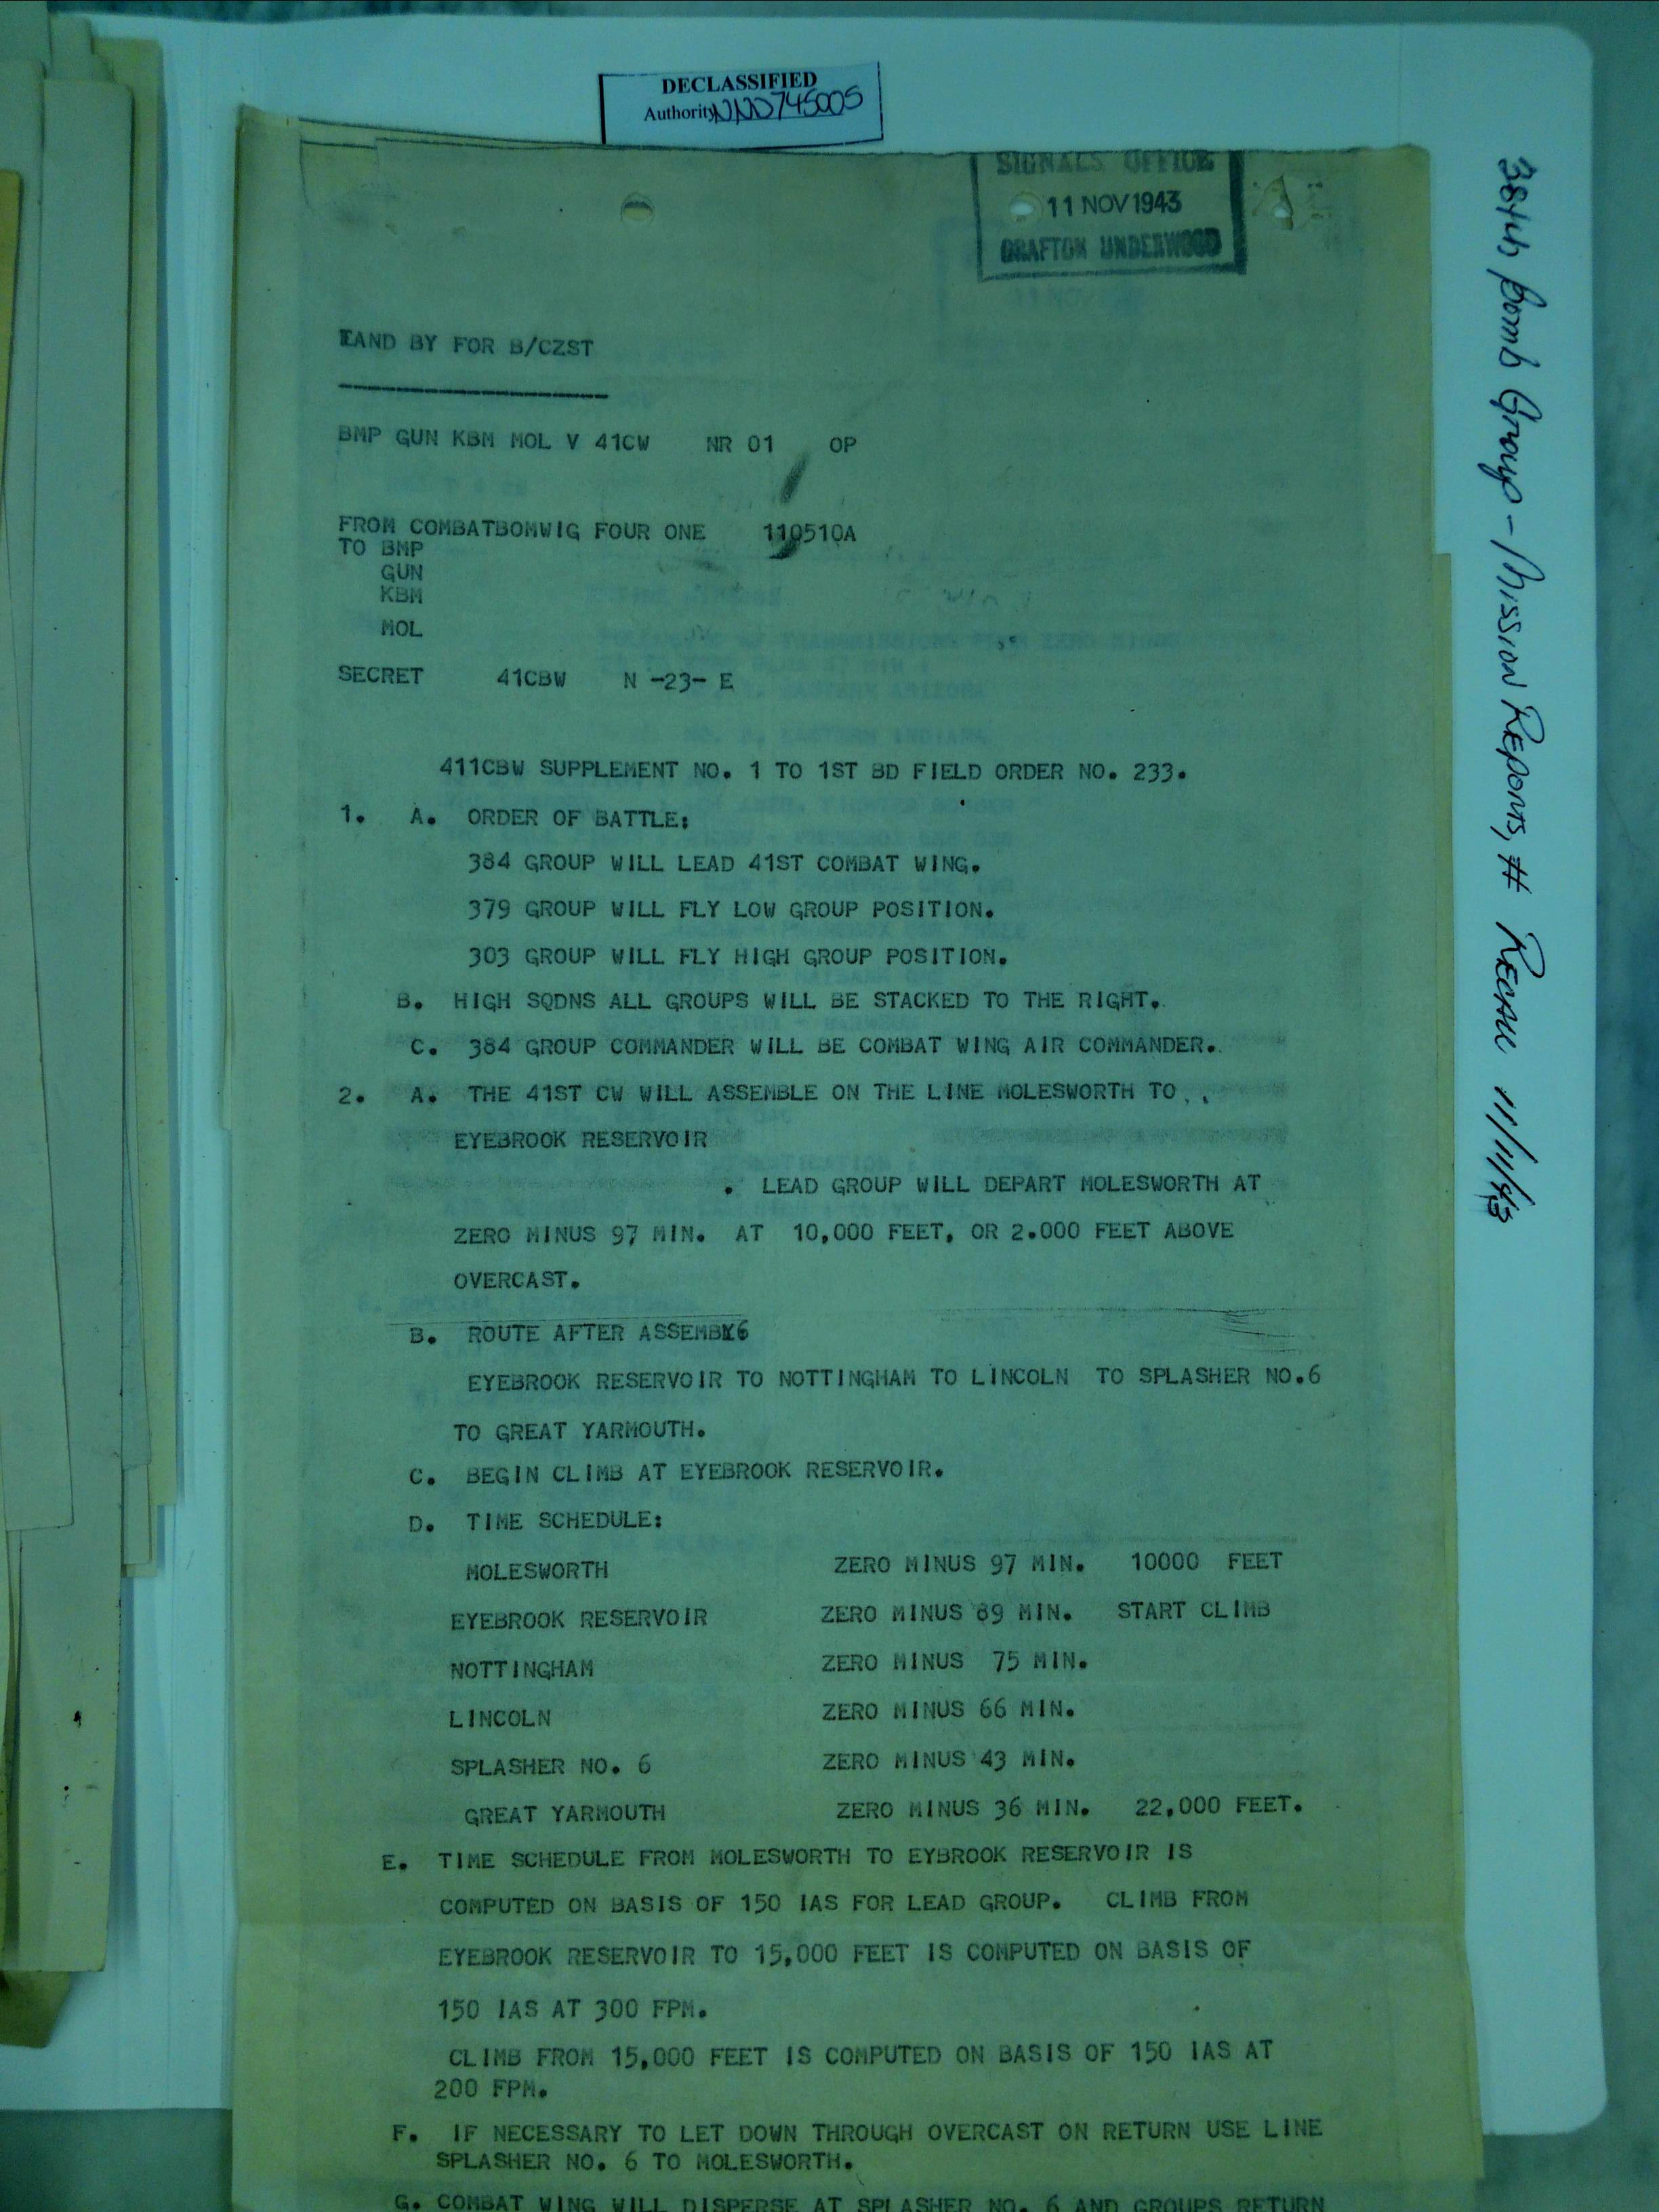 DECLASSIFIED
Authority NND745005
SIGNALS OFFICE
11 NOV 1943
GRAFTON UNDERWOOD
384th Bomb Group - Mission Reports, # Recall 11/11/43
AND BY FOR B/CZST
BMP GUN KBM MOL V 41CW NR 01 OP
FROM COMBATBOMWIG FOUR ONE 110510A
TO BMP
GUN
KBM
MOL
SECRET 41CBW N -23- E
411CBW SUPPLEMENT NO. 1 TO 1ST BD FIELD ORDER NO. 233.
1. A. ORDER OF BATTLE:
384 GROUP WILL LEAD 41ST COMBAT WING.
379 GROUP WILL FLY LOW GROUP POSITION.
303 GROUP WILL FLY HIGH GROUP POSITION.
B. HIGH SQDNS ALL GROUPS WILL BE STACKED TO THE RIGHT.
C. 384 GROUP COMMANDER WILL BE COMBAT WING AIR COMMANDER.
2. A. THE 41ST CW WILL ASSEMBLE ON THE LINE MOLESWORTH TO
EYEBROOK RESERVOIR
. LEAD GROUP WILL DEPART MOLESWORTH AT
ZERO MINUS 97 MIN. AT 10,000 FEET, OR 2.000 FEET ABOVE
OVERCAST.
B. ROUTE AFTER
EYEBROOK RESERVOIR TO NOTTINGHAM TO LINCOLN TO SPLASHER NO.6
TO GREAT YARMOUTH.
C. BEGIN CLIMB AT EYEBROOK RESERVOIR.
D. TIME SCHEDULE:
MOLESWORTH ZERO MINUS 97 MIN. 10000 FEET
EYEBROOK RESERVOIR ZERO MINUS 89 MIN. START CLIMB
NOTTINGHAM ZERO MINUS 75 MIN.
LINCOLN ZERO MINUS 66 MIN.
SPLASHER NO. 6 ZERO MINUS 43 MIN.
GREAT YARMOUTH ZERO MINUS 36 MIN. 22,000 FEET.
E. TIME SCHEDULE FROM MOLESWORTH TO EYBROOK RESERVOIR IS
COMPUTED ON BASIS OF 150 IAS FOR LEAD GROUP. CLIMB FROM
EYEBROOK RESERVOIR TO 15,000 FEET IS COMPUTED ON BASIS OF
150 IAS AT 300 FPM.
CLIMB FROM 15,000 FEET IS COMPUTED ON BASIS OF 150 IAS AT
200 FPM.
F. IF NECESSARY TO LET DOWN THROUGH OVERCAST ON RETURN USE LINE
SPLASHER NO. 6 TO MOLESWORTH.
G. COMBAT WING WILL DISPERSE AT SPLASHER NO. 6 AND GROUPS RETURN